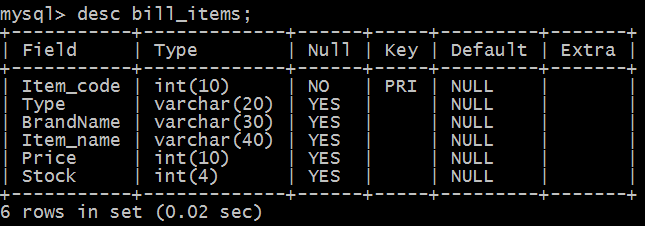 mysql> desc bill_items;
+-----------+-------------+------+-----+---------+-------+
| Field     | Type        | Null | Key | Default | Extra |
+-----------+-------------+------+-----+---------+-------+
| Item_code | int(10)     | NO   | PRI | NULL    |       |
| Type      | varchar(20) | YES  |     | NULL    |       |
| BrandName | varchar(30) | YES  |     | NULL    |       |
| Item_name | varchar(40) | YES  |     | NULL    |       |
| Price     | int(10)     | YES  |     | NULL    |       |
| Stock     | int(4)      | YES  |     | NULL    |       |
+-----------+-------------+------+-----+---------+-------+
6 rows in set (0.02 sec)